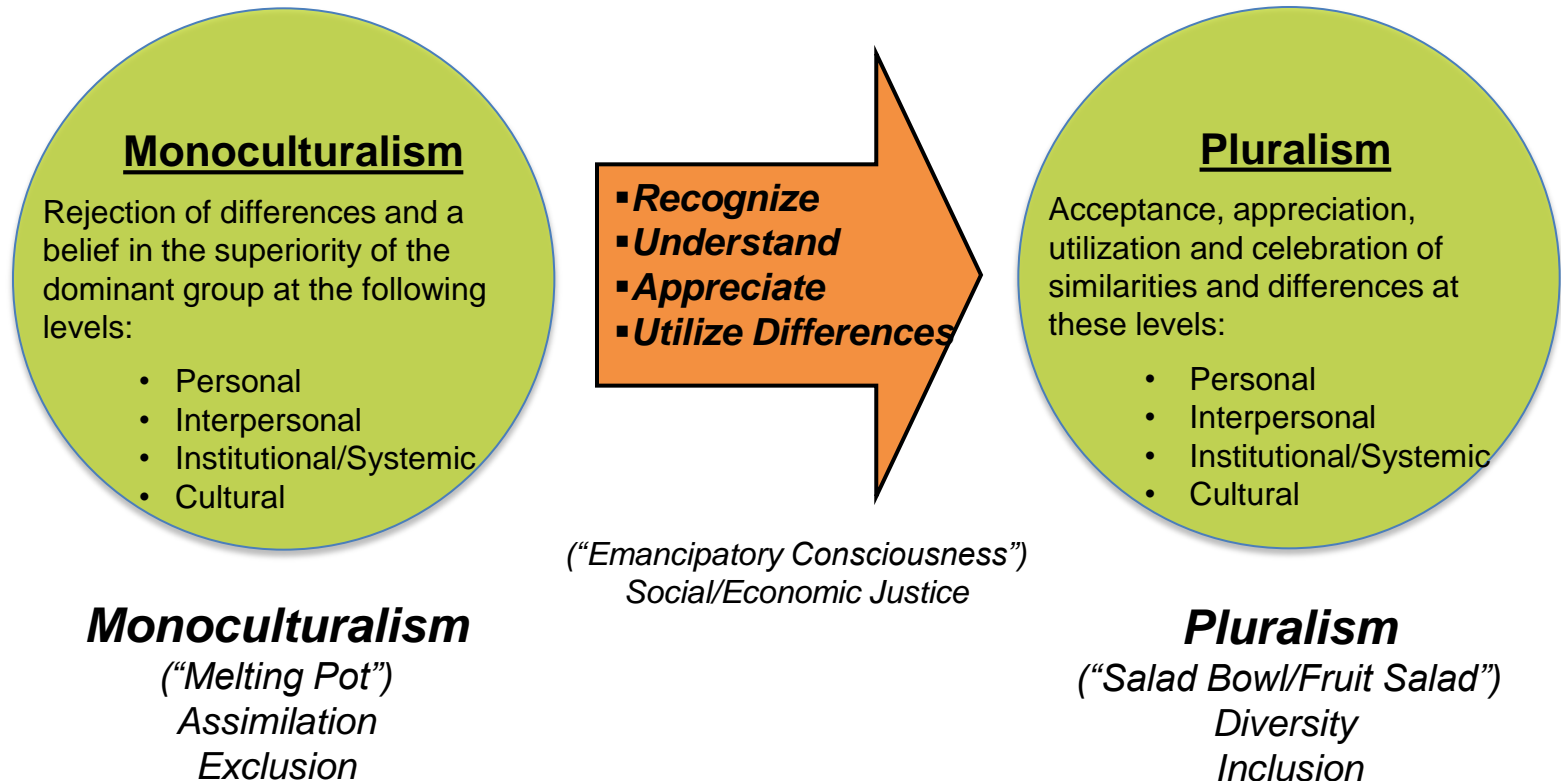 Monoculturalism
Rejection of differences and a
belief in the superiority of the
dominant group at the following
levels:
• Personal
• Interpersonal
• Institutional/Systemic
• Cultural
▪Recognize
▪Understand
▪Appreciate
▪Utilize Differences
(“Emancipatory Consciousness”)
Social/Economic Justice
Pluralism
Acceptance, appreciation,
utilization and celebration of
similarities and differences at
these levels:
• Personal
• Interpersonal
• Institutional/Systemic
• Cultural
Monoculturalism
(“Melting Pot”)
Assimilation
Exclusion
Pluralism
(“Salad Bowl/Fruit Salad”)
Diversity
Inclusion